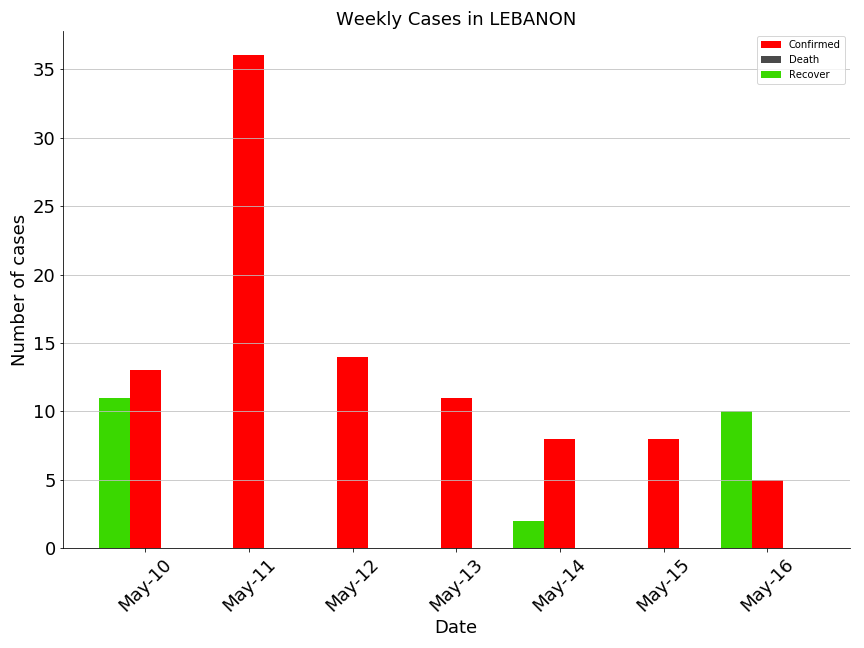 Weekly Cases in LEBANON
Confirmed
Death
Recover
Number of cases
35
30
25
20
15
10
5
0
May-10
May-11
May-12
May-13
May-14
May-15
May-16
Date